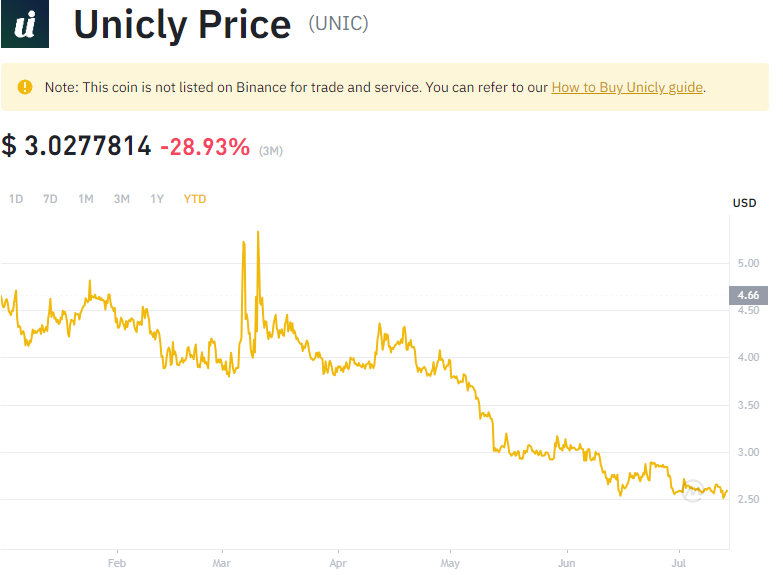 ui
Unicly Price (UNIC)
Note: This coin is not listed on Binance for trade and service. You can refer to our How to Buy Unicly guide.
$ 3.0277814 -28.93% (3M)
1D 7D 1M 3M 1Y YTD
USD
5.00
4.66
4.50
4.00
3.50
3.00
2.50
Feb Mar Apr May Jun Jul